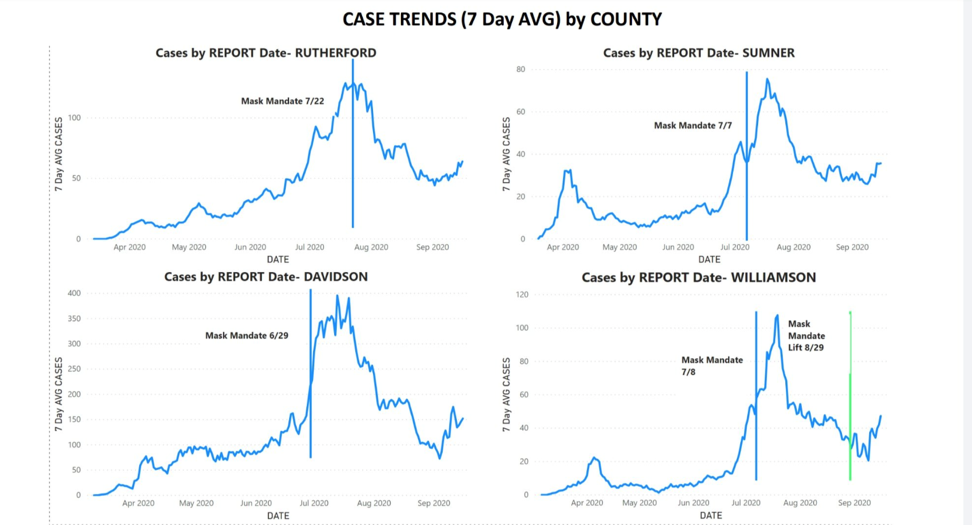 CASE TRENDS (7 Day AVG) by COUNTY
Cases by REPORT Date- RUTHERFORD
7 Day AVG CASES
100
50
0
Mask Mandate 7/22
Apr 2020 May 2020 Jun 2020 Jul 2020 Aug 2020 Sep 2020
DATE
Cases by REPORT Date- SUMNER
7 Day AVG CASES
80
60
40
20
0
Mask Mandate 7/7
Apr 2020 May 2020 Jun 2020 Jul 2020 Aug 2020 Sep 2020
DATE
Cases by REPORT Date- DAVIDSON
7 Day AVG CASES
400
350
300
250
200
150
100
50
0
Mask Mandate 6/29
Apr 2020 May 2020 Jun 2020 Jul 2020 Aug 2020 Sep 2020
DATE
Cases by REPORT Date- WILLIAMSON
7 Day AVG CASES
120
100
80
60
40
20
0
Mask Mandate
7/8
Mask
Mandate
Lift 8/29
Apr 2020 May 2020 Jun 2020 Jul 2020 Aug 2020 Sep 2020
DATE